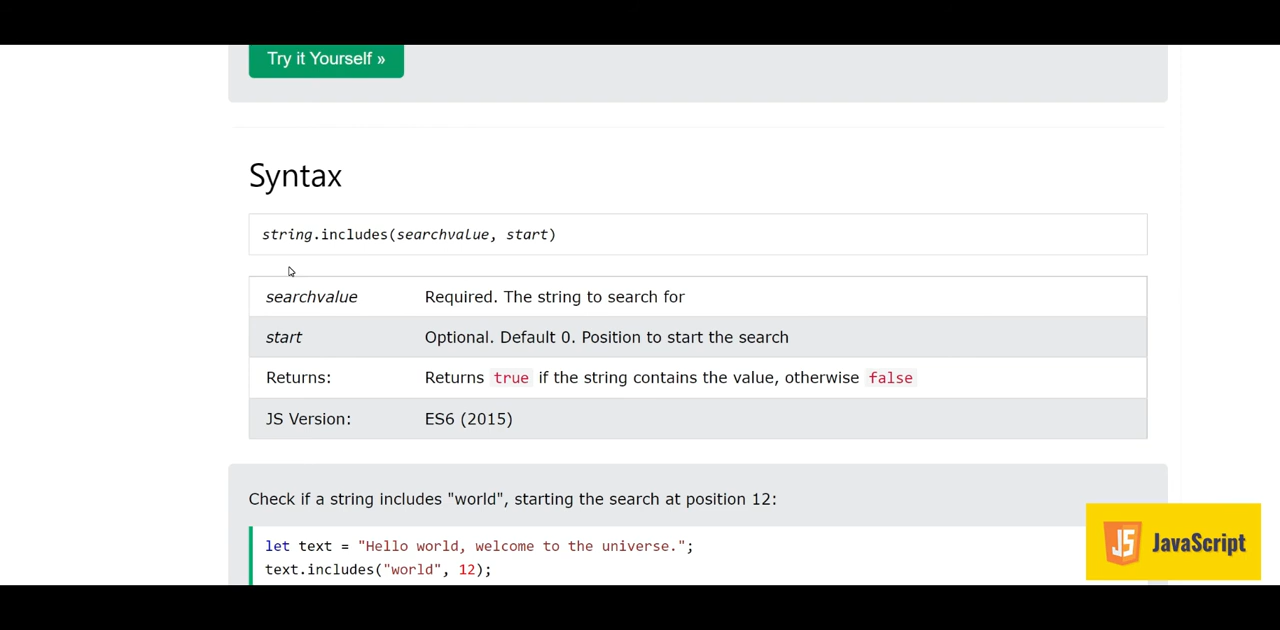 Try it Yourself »
Syntax
string.includes(searchvalue, start)
searchvalue Required. The string to search for
start Optional. Default 0. Position to start the search
Returns: Returns true if the string contains the value, otherwise false
JS Version: ES6 (2015)
Check if a string includes "world", starting the search at position 12:
let text = "Hello world, welcome to the universe.";
text.includes("world", 12);
JS JavaScript